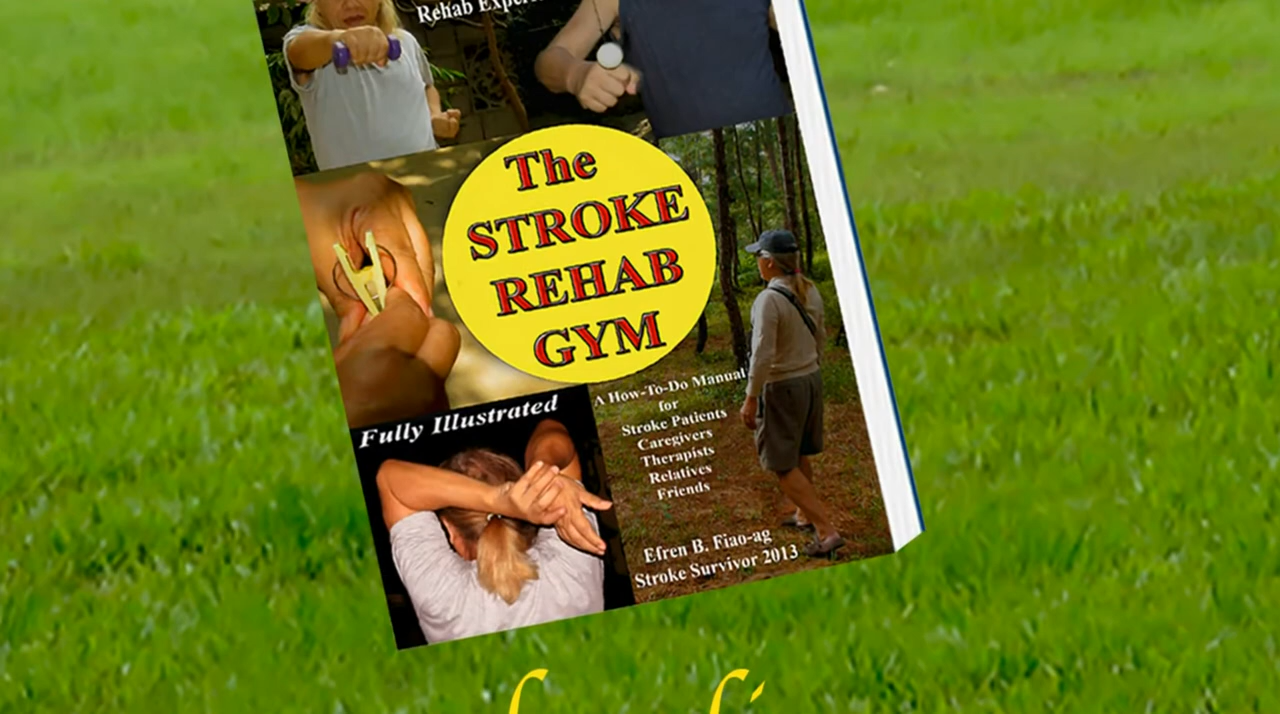 Rehab
The
STROKE
REHAB
GYM
Fully Illustrated
A How-To-Do Manual
for
Stroke Patients
Caregivers
Therapists
Relatives
Friends
Efren B. Fiao-ag
Stroke Survivor 2013